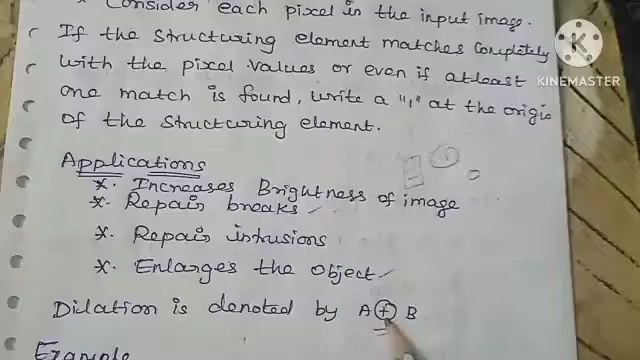 * Consider each pixel in the input image.
If the structuring element matches completely
with the pixel values or even if atleast
one match is found, write a "1" at the origin
of the structuring element.
Applications
*. Increases Brightness of image
*. Repair breaks
*. Repair intrusions
*. Enlarges the Object
Dilation is denoted by A ⊕ B
Example
KINEMASTER